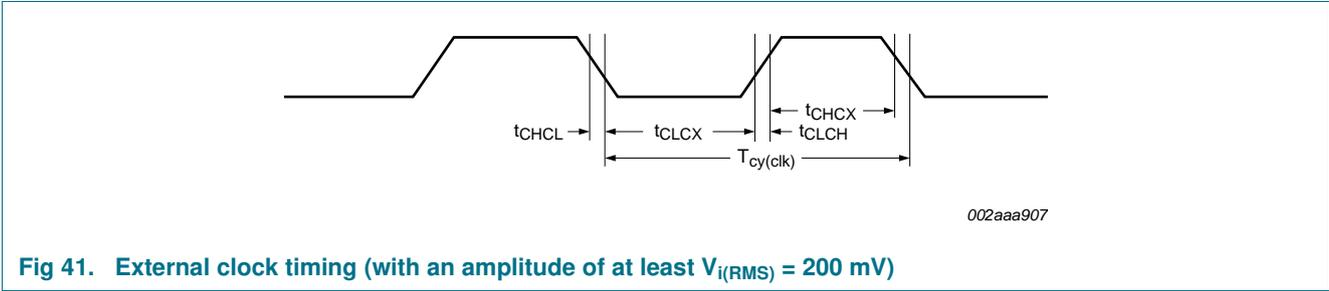 tCHCX
tCHCL tCLCX tCLCH
Tcy(clk)
002aaa907
Fig 41. External clock timing (with an amplitude of at least Vi(RMS) = 200 mV)